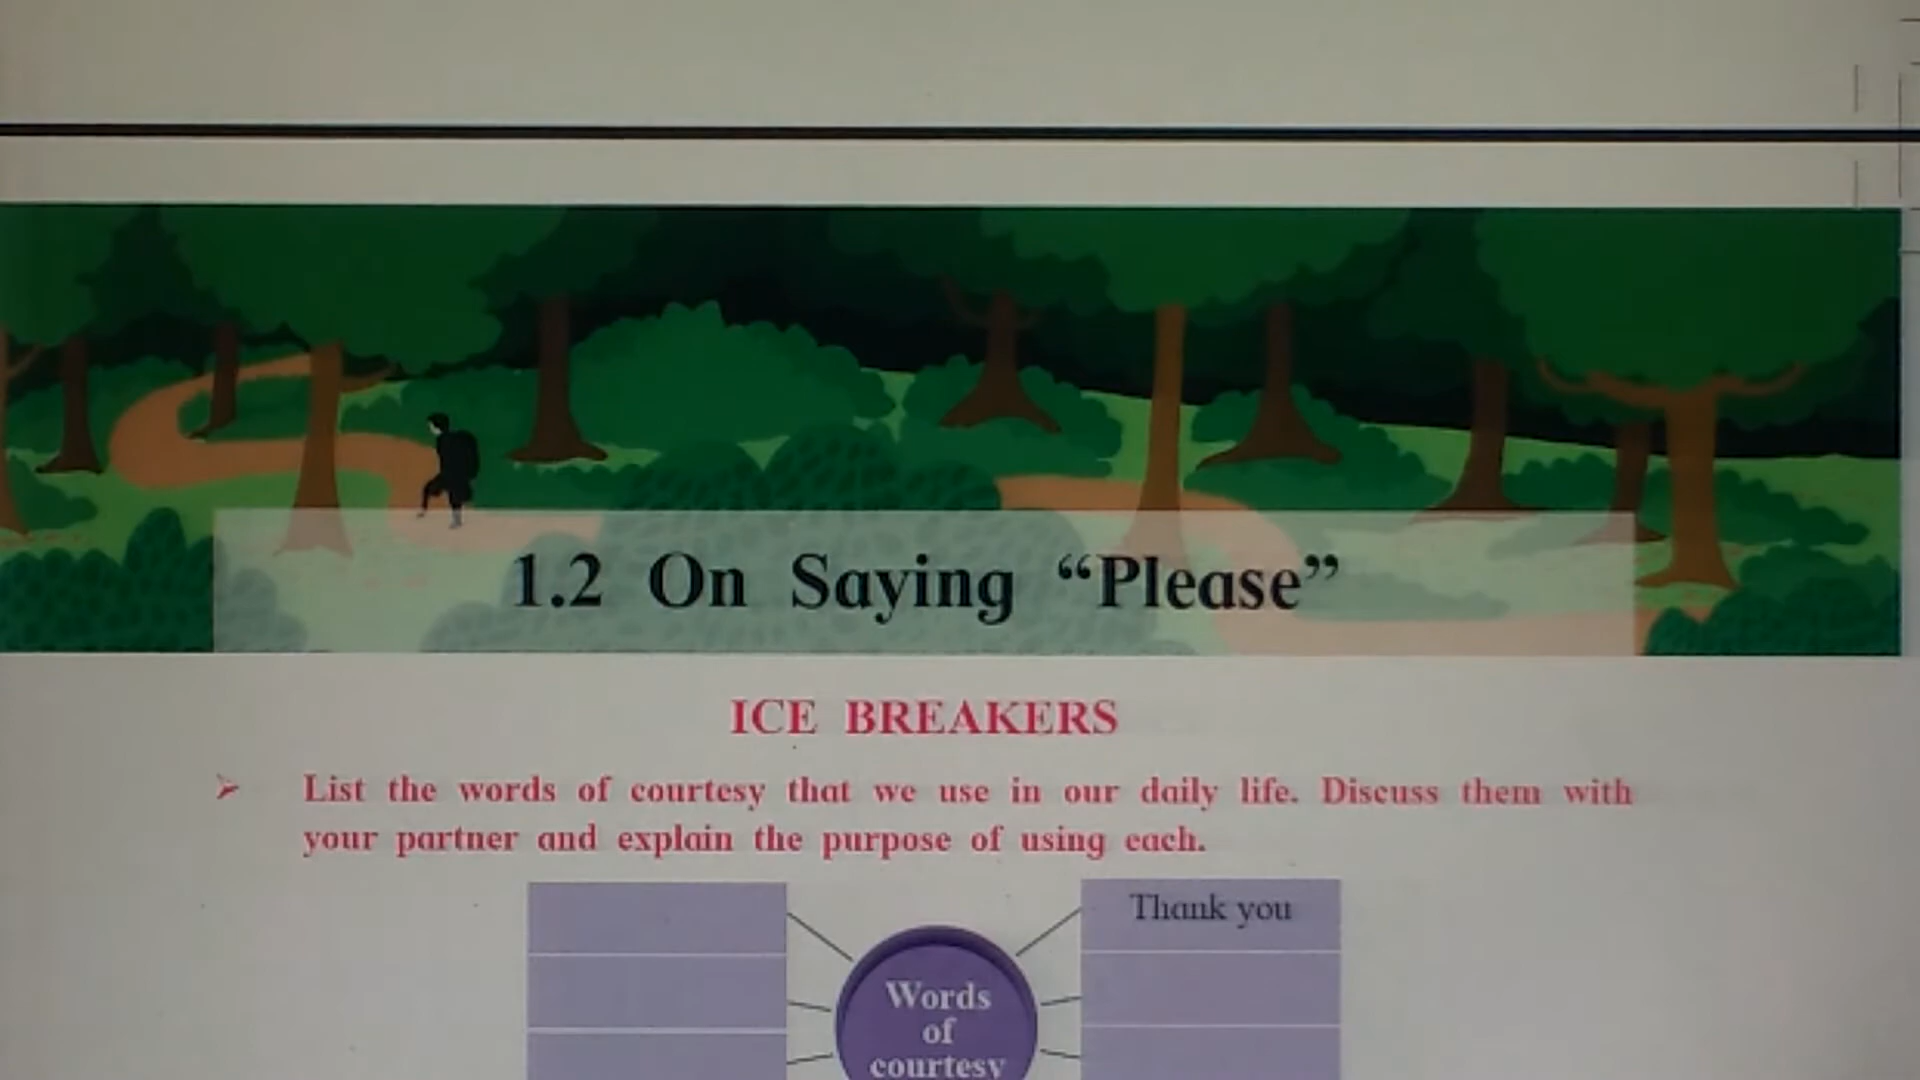 1.2 On Saying “Please”
ICE BREAKERS
➢ List the words of courtesy that we use in our daily life. Discuss them with
your partner and explain the purpose of using each.
Thank you
Words
of
courtesy